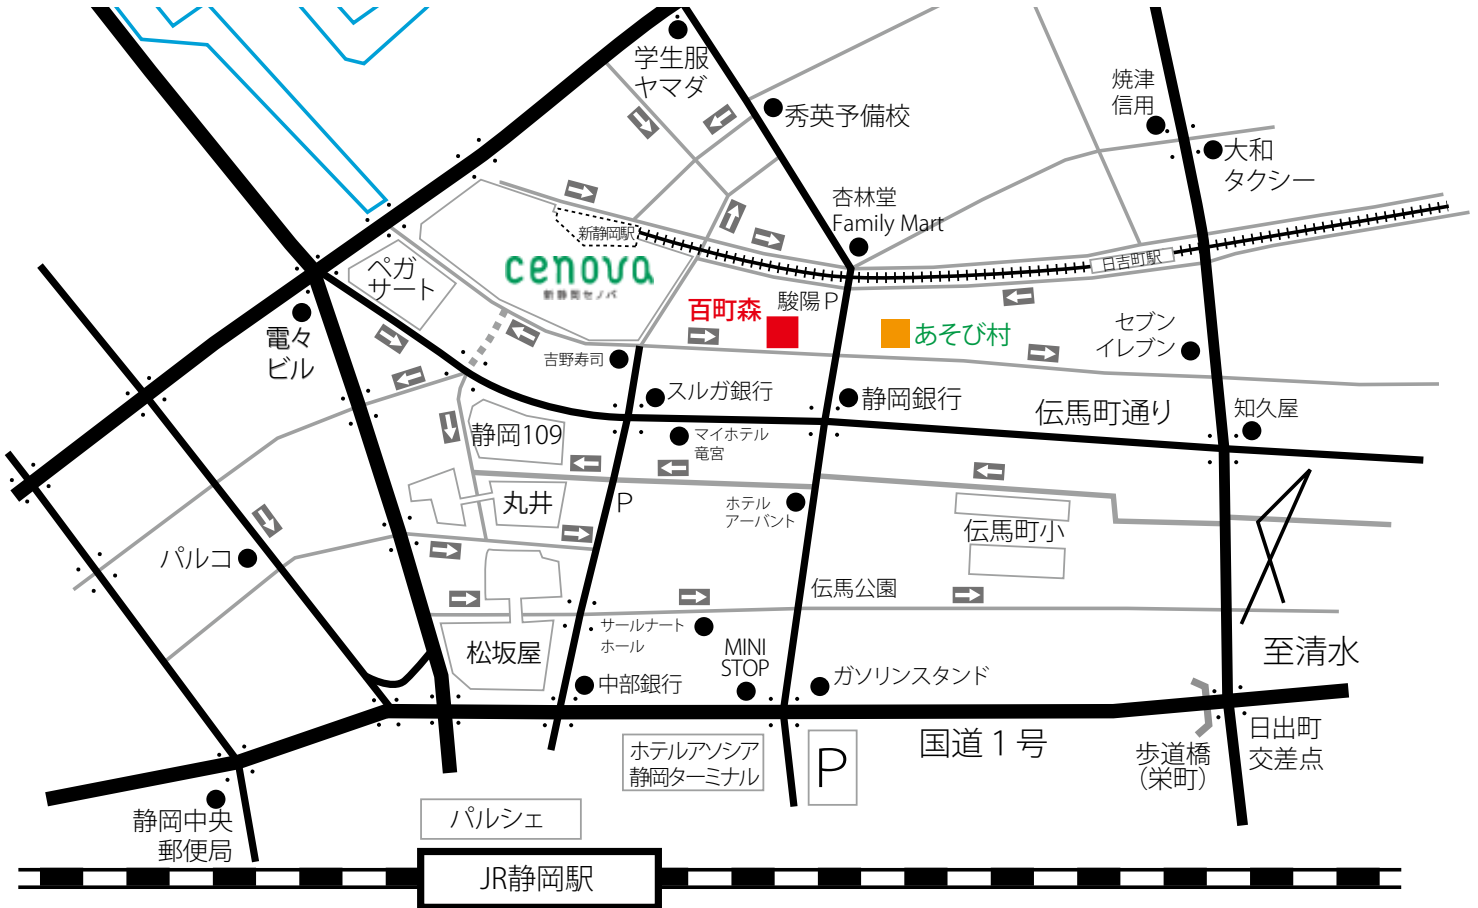 学生服
ヤマダ
秀英予備校
焼津
信用
大和
タクシー
杏林堂
Family Mart
新静岡駅
日吉町駅
ペガ
サート
cenova
新静岡セノバ
百町森
駿陽P
あそび村
電々
ビル
吉野寿司
セブン
イレブン
スルガ銀行
静岡銀行
伝馬町通り
知久屋
静岡109
マイホテル
竜宮
丸井
P
ホテル
アーバント
伝馬町小
パルコ
伝馬公園
サールナート
ホール
松坂屋
MINI
STOP
至清水
中部銀行
ガソリンスタンド
国道1号
歩道橋
(栄町)
日出町
交差点
ホテルアソシア
静岡ターミナル
P
静岡中央
郵便局
パルシェ
JR静岡駅